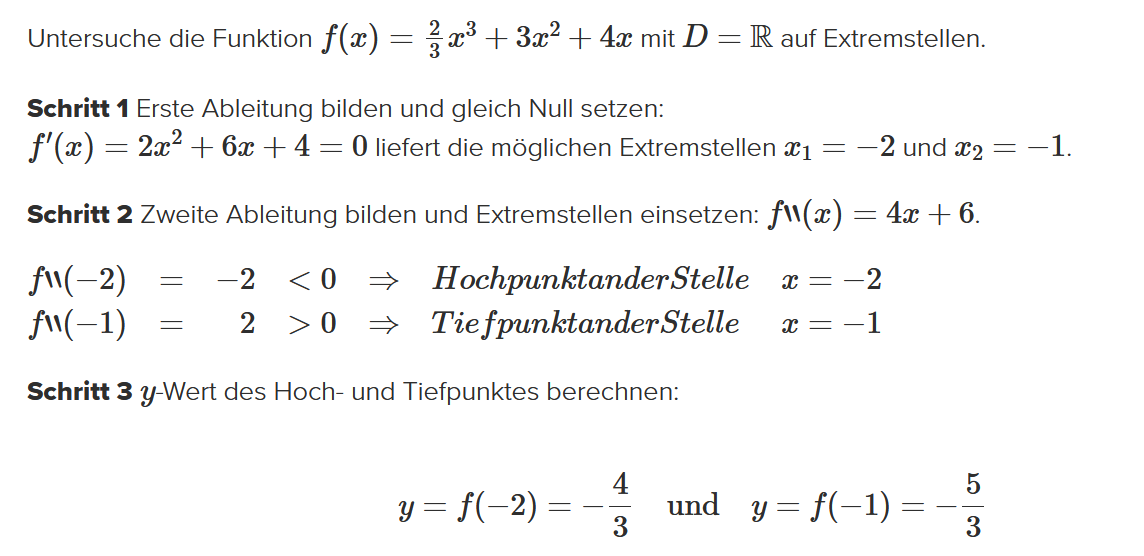 Untersuche die Funktion f(x) = 2/3 x³ + 3x² + 4x mit D = ℝ auf Extremstellen.
Schritt 1 Erste Ableitung bilden und gleich Null setzen:
f′(x) = 2x² + 6x + 4 = 0 liefert die möglichen Extremstellen x₁ = −2 und x₂ = −1.
Schritt 2 Zweite Ableitung bilden und Extremstellen einsetzen: f\\(x) = 4x + 6.
f\\(−2) = −2 < 0 ⇒ HochpunktanderStelle x = −2
f\\(−1) = 2 > 0 ⇒ TiefpunktanderStelle x = −1
Schritt 3 y-Wert des Hoch- und Tiefpunktes berechnen:
y = f(−2) = −4/3 und y = f(−1) = −5/3